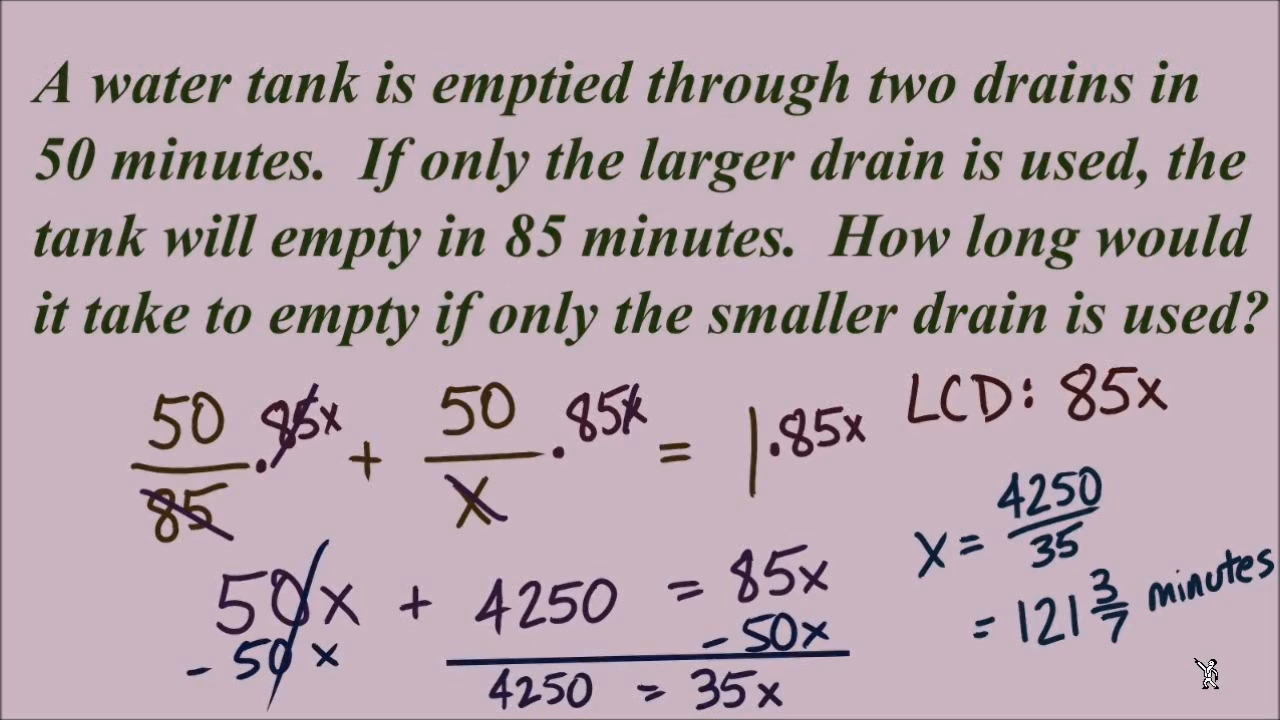 A water tank is emptied through two drains in
50 minutes. If only the larger drain is used, the
tank will empty in 85 minutes. How long would
it take to empty if only the smaller drain is used?
50/85 · 85x + 50/x · 85x = 1 · 85x
LCD: 85x
50x + 4250 = 85x
- 50x - 50x
4250 = 35x
x = 4250/35
= 121 3/7 minutes